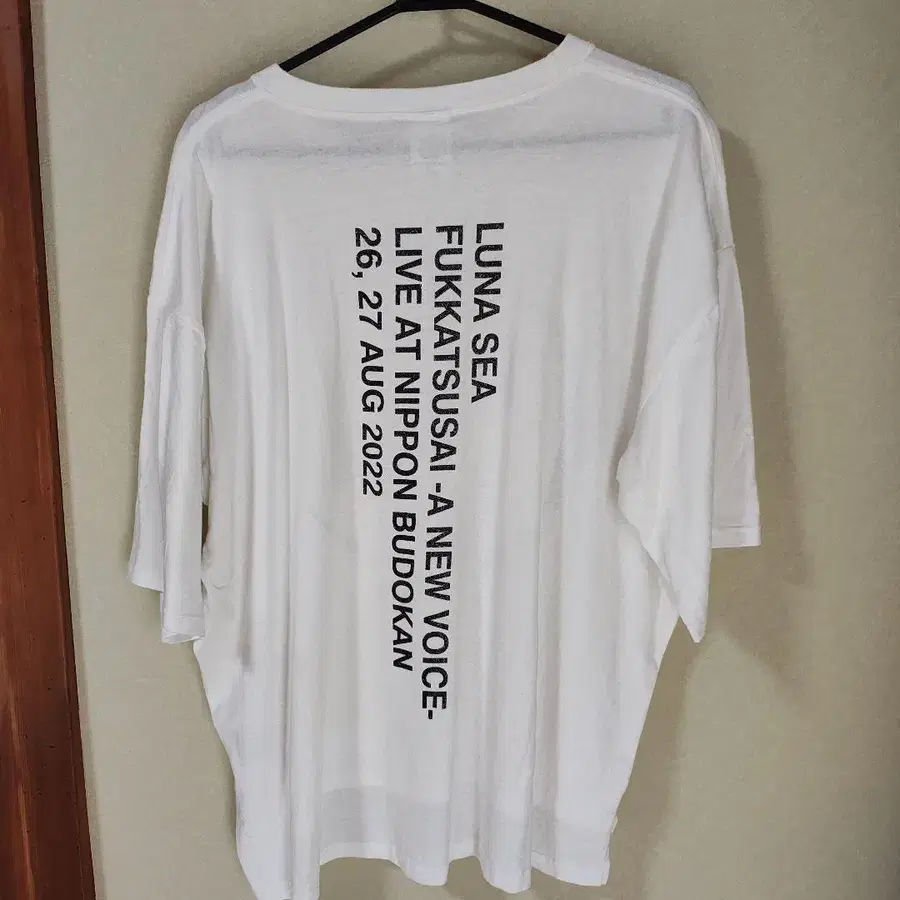 LUNA SEA
FUKKATSUSAI -A NEW VOICE-
LIVE AT NIPPON BUDOKAN
26, 27 AUG 2022